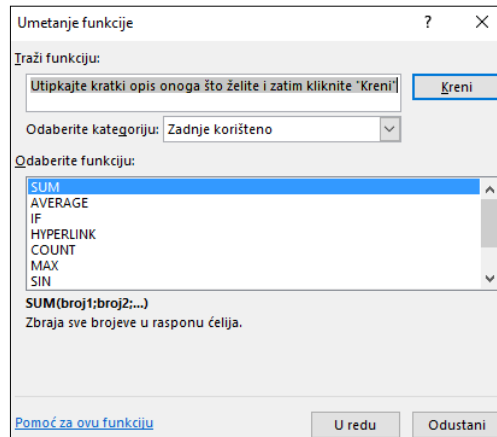 Umetanje funkcije
?
Traži funkciju:
Utipkajte kratki opis onoga što želite i zatim kliknite "Kreni"
Kreni
Odaberite kategoriju: Zadnje korišteno
Odaberite funkciju:
SUM
AVERAGE
IF
HYPERLINK
COUNT
MAX
SIN
SUM(broj1;broj2;...)
Zbraja sve brojeve u rasponu ćelija.
Pomoć za ovu funkciju
U redu
Odustani